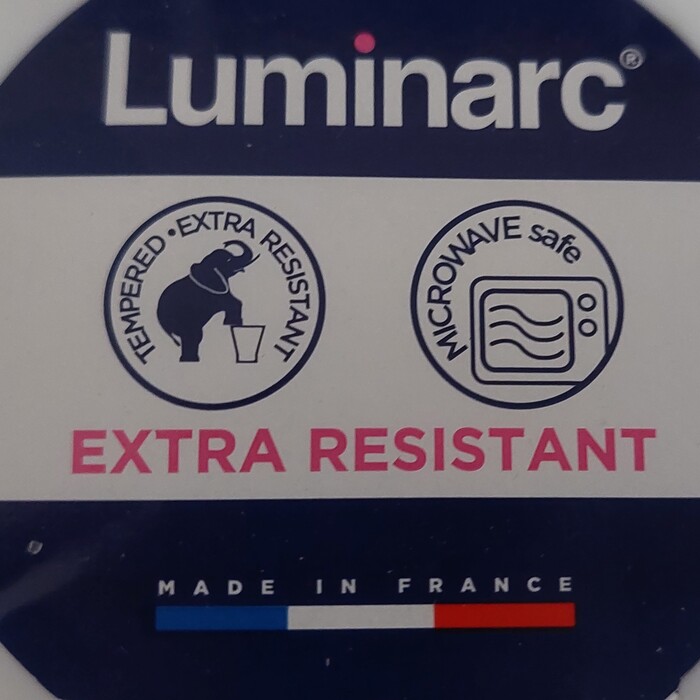 Luminarc®
TEMPERED • EXTRA RESISTANT
MICROWAVE safe
EXTRA RESISTANT
MADE IN FRANCE